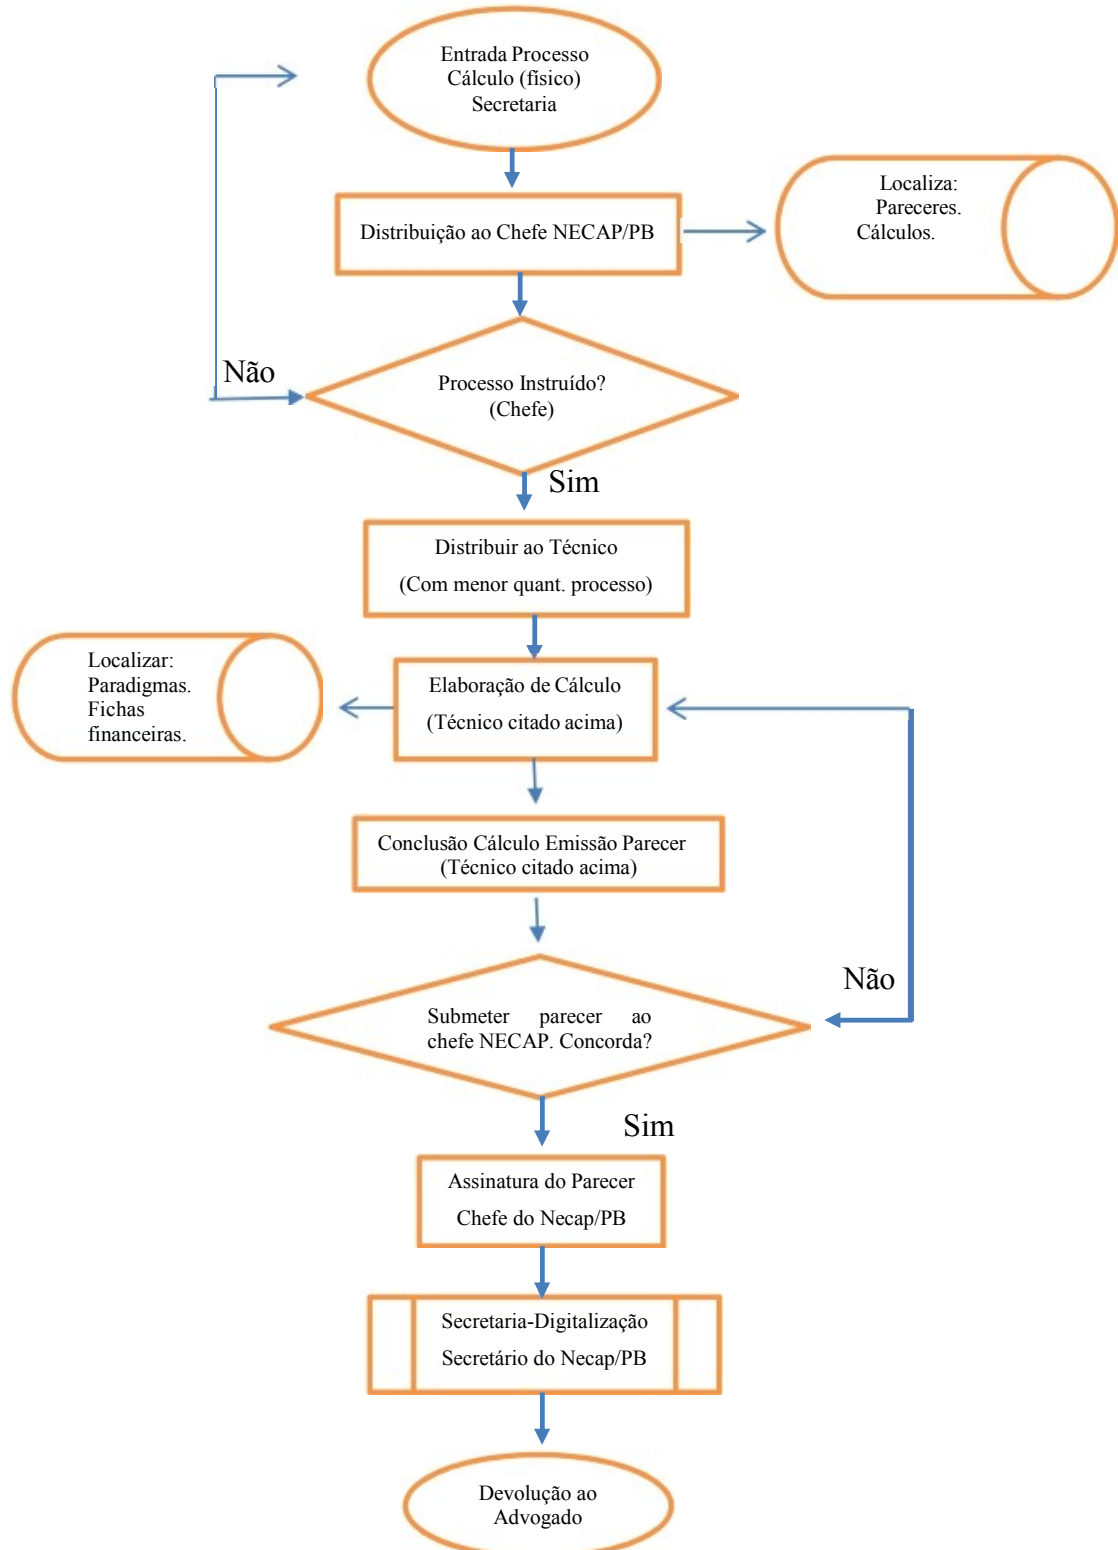 Entrada Processo
Cálculo (físico)
Secretaria
Distribuição ao Chefe NECAP/PB
Localiza:
Pareceres.
Cálculos.
Não
Processo Instruído?
(Chefe)
Sim
Distribuir ao Técnico
(Com menor quant. processo)
Localizar:
Paradigmas.
Fichas
financeiras.
Elaboração de Cálculo
(Técnico citado acima)
Conclusão Cálculo Emissão Parecer
(Técnico citado acima)
Não
Submeter parecer ao
chefe NECAP. Concorda?
Sim
Assinatura do Parecer
Chefe do Necap/PB
Secretaria-Digitalização
Secretário do Necap/PB
Devolução ao
Advogado